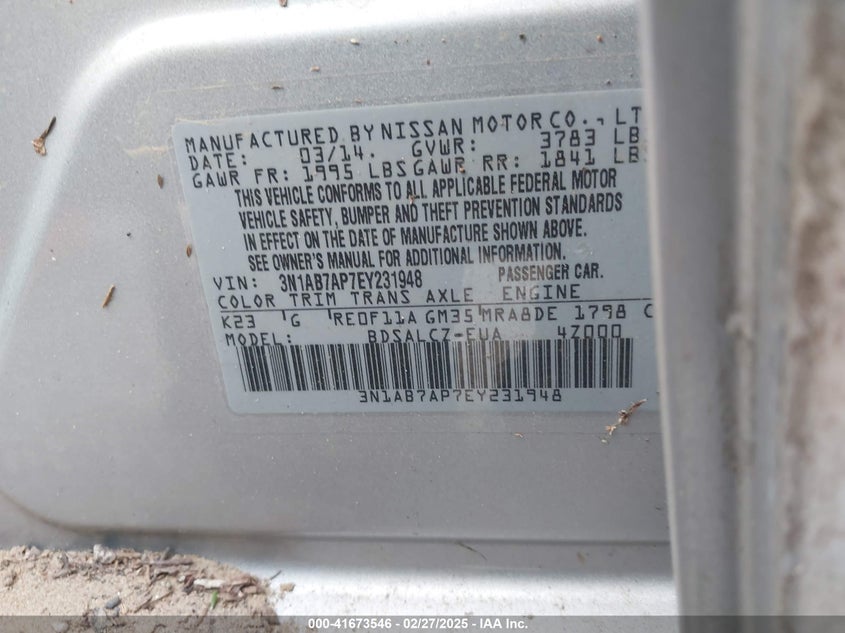 MANUFACTURED BY NISSAN MOTOR CO., LT
DATE: 03/14. GVWR: 3783 LB
GAWR FR: 1995 LBS GAWR RR: 1841 LB
THIS VEHICLE CONFORMS TO ALL APPLICABLE FEDERAL MOTOR
VEHICLE SAFETY, BUMPER AND THEFT PREVENTION STANDARDS
IN EFFECT ON THE DATE OF MANUFACTURE SHOWN ABOVE.
SEE OWNER'S MANUAL FOR ADDITIONAL INFORMATION.
VIN: 3N1AB7AP7EY231948 PASSENGER CAR.
COLOR TRIM TRANS AXLE ENGINE
K23 G RE0F11A GM35 MRA8DE 1798 C
MODEL: BDSALCZ-EUA 4Z000
3N1AB7AP7EY231948
000-41673546 - 02/27/2025 - IAAI Inc.